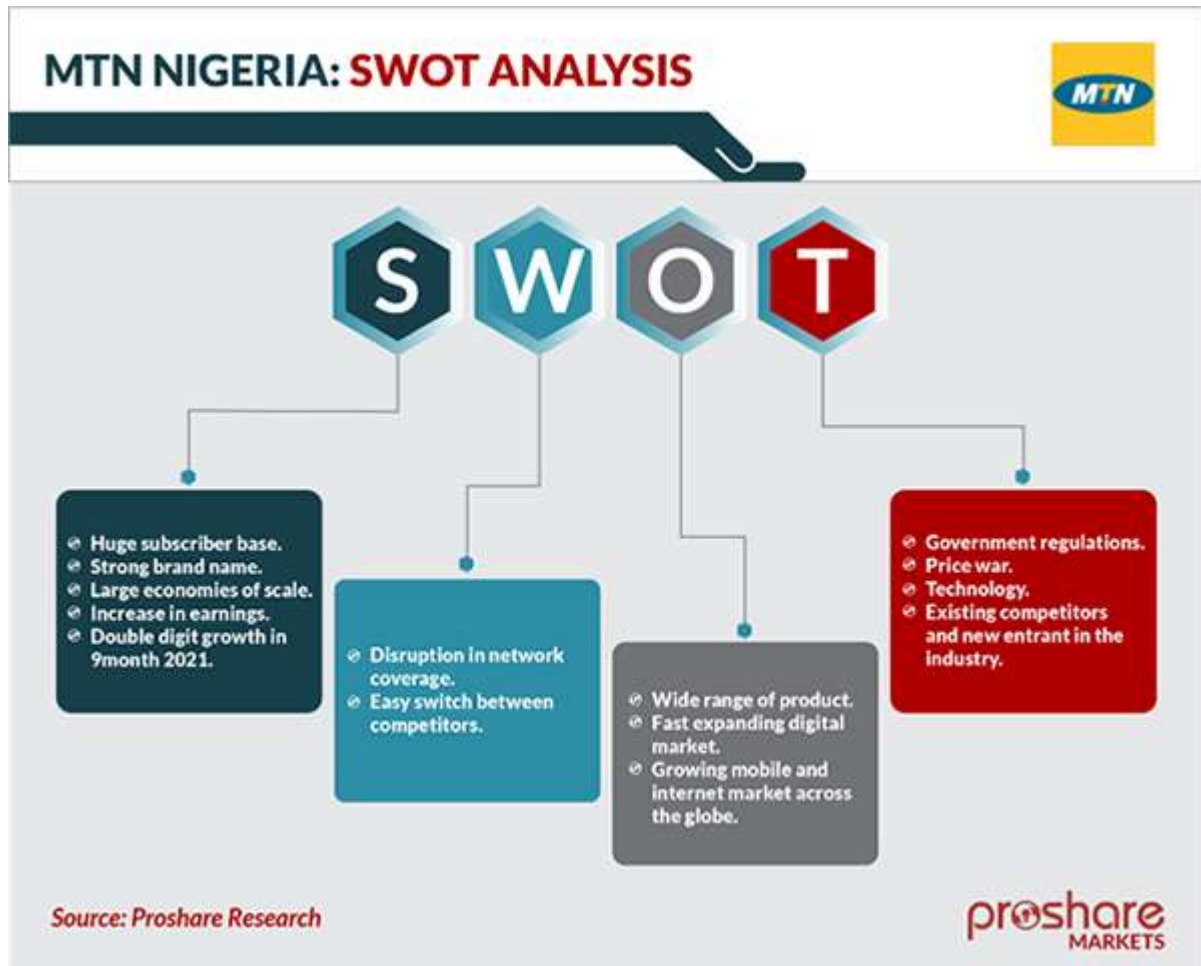 MTN NIGERIA: SWOT ANALYSIS
MTN
S W O T
Huge subscriber base.
Strong brand name.
Large economies of scale.
Increase in earnings.
Double digit growth in
9month 2021.
Disruption in network
coverage.
Easy switch between
competitors.
Wide range of product.
Fast expanding digital
market.
Growing mobile and
internet market across
the globe.
Government regulations.
Price war.
Technology.
Existing competitors
and new entrant in the
industry.
Source: Proshare Research
proshare
MARKETS